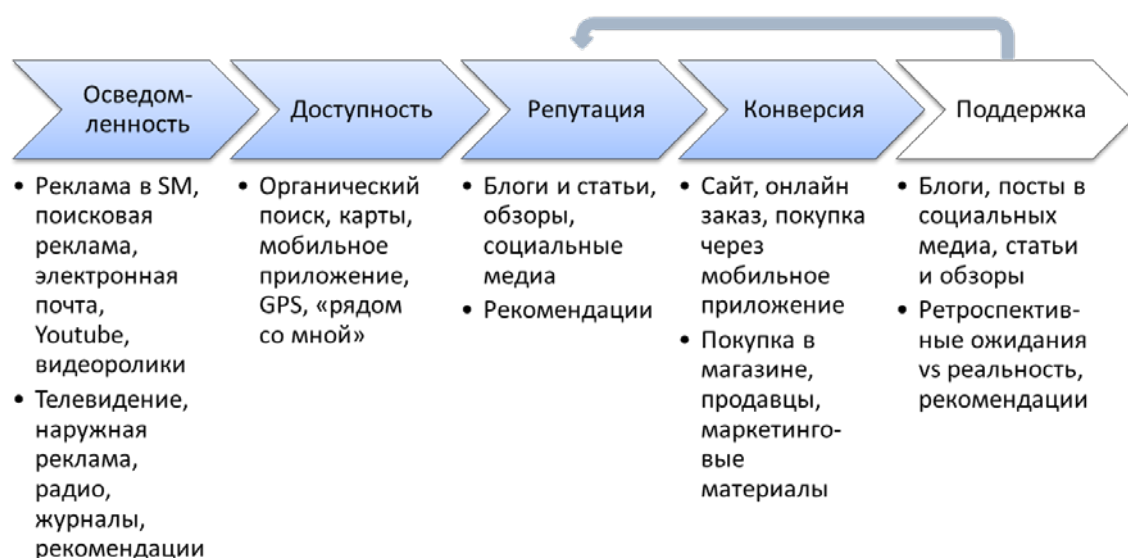 Осведом-
ленность
Доступность
Репутация
Конверсия
Поддержка
• Реклама в SM,
поисковая
реклама,
электронная
почта,
Youtube,
видеоролики
• Телевидение,
наружная
реклама,
радио,
журналы,
рекомендации
• Органический
поиск, карты,
мобильное
приложение,
GPS, «рядом
со мной»
• Блоги и статьи,
обзоры,
социальные
медиа
• Рекомендации
• Сайт, онлайн
заказ, покупка
через
мобильное
приложение
• Покупка в
магазине,
продавцы,
маркетинго-
вые
материалы
• Блоги, посты в
социальных
медиа, статьи
и обзоры
• Ретроспектив-
ные ожидания
vs реальность,
рекомендации